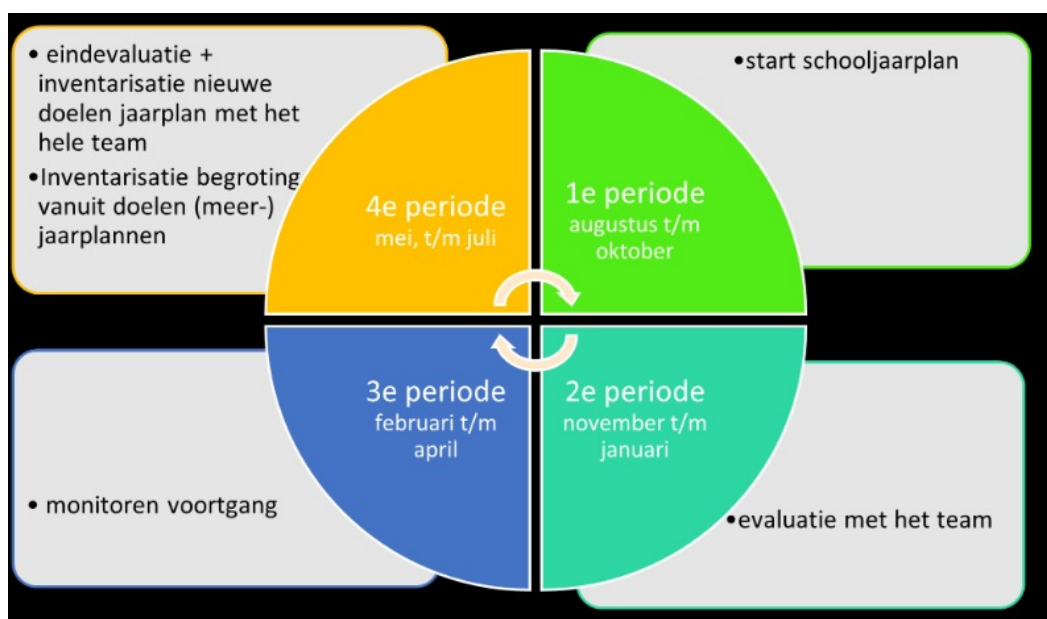 • eindevaluatie +
inventarisatie nieuwe
doelen jaarplan met het
hele team
•Inventarisatie begroting
vanuit doelen (meer-)
jaarplannen
•start schooljaarplan
4e periode
mei, t/m juli
1e periode
augustus t/m
oktober
3e periode
februari t/m
april
2e periode
november t/m
januari
• monitoren voortgang
•evaluatie met het team